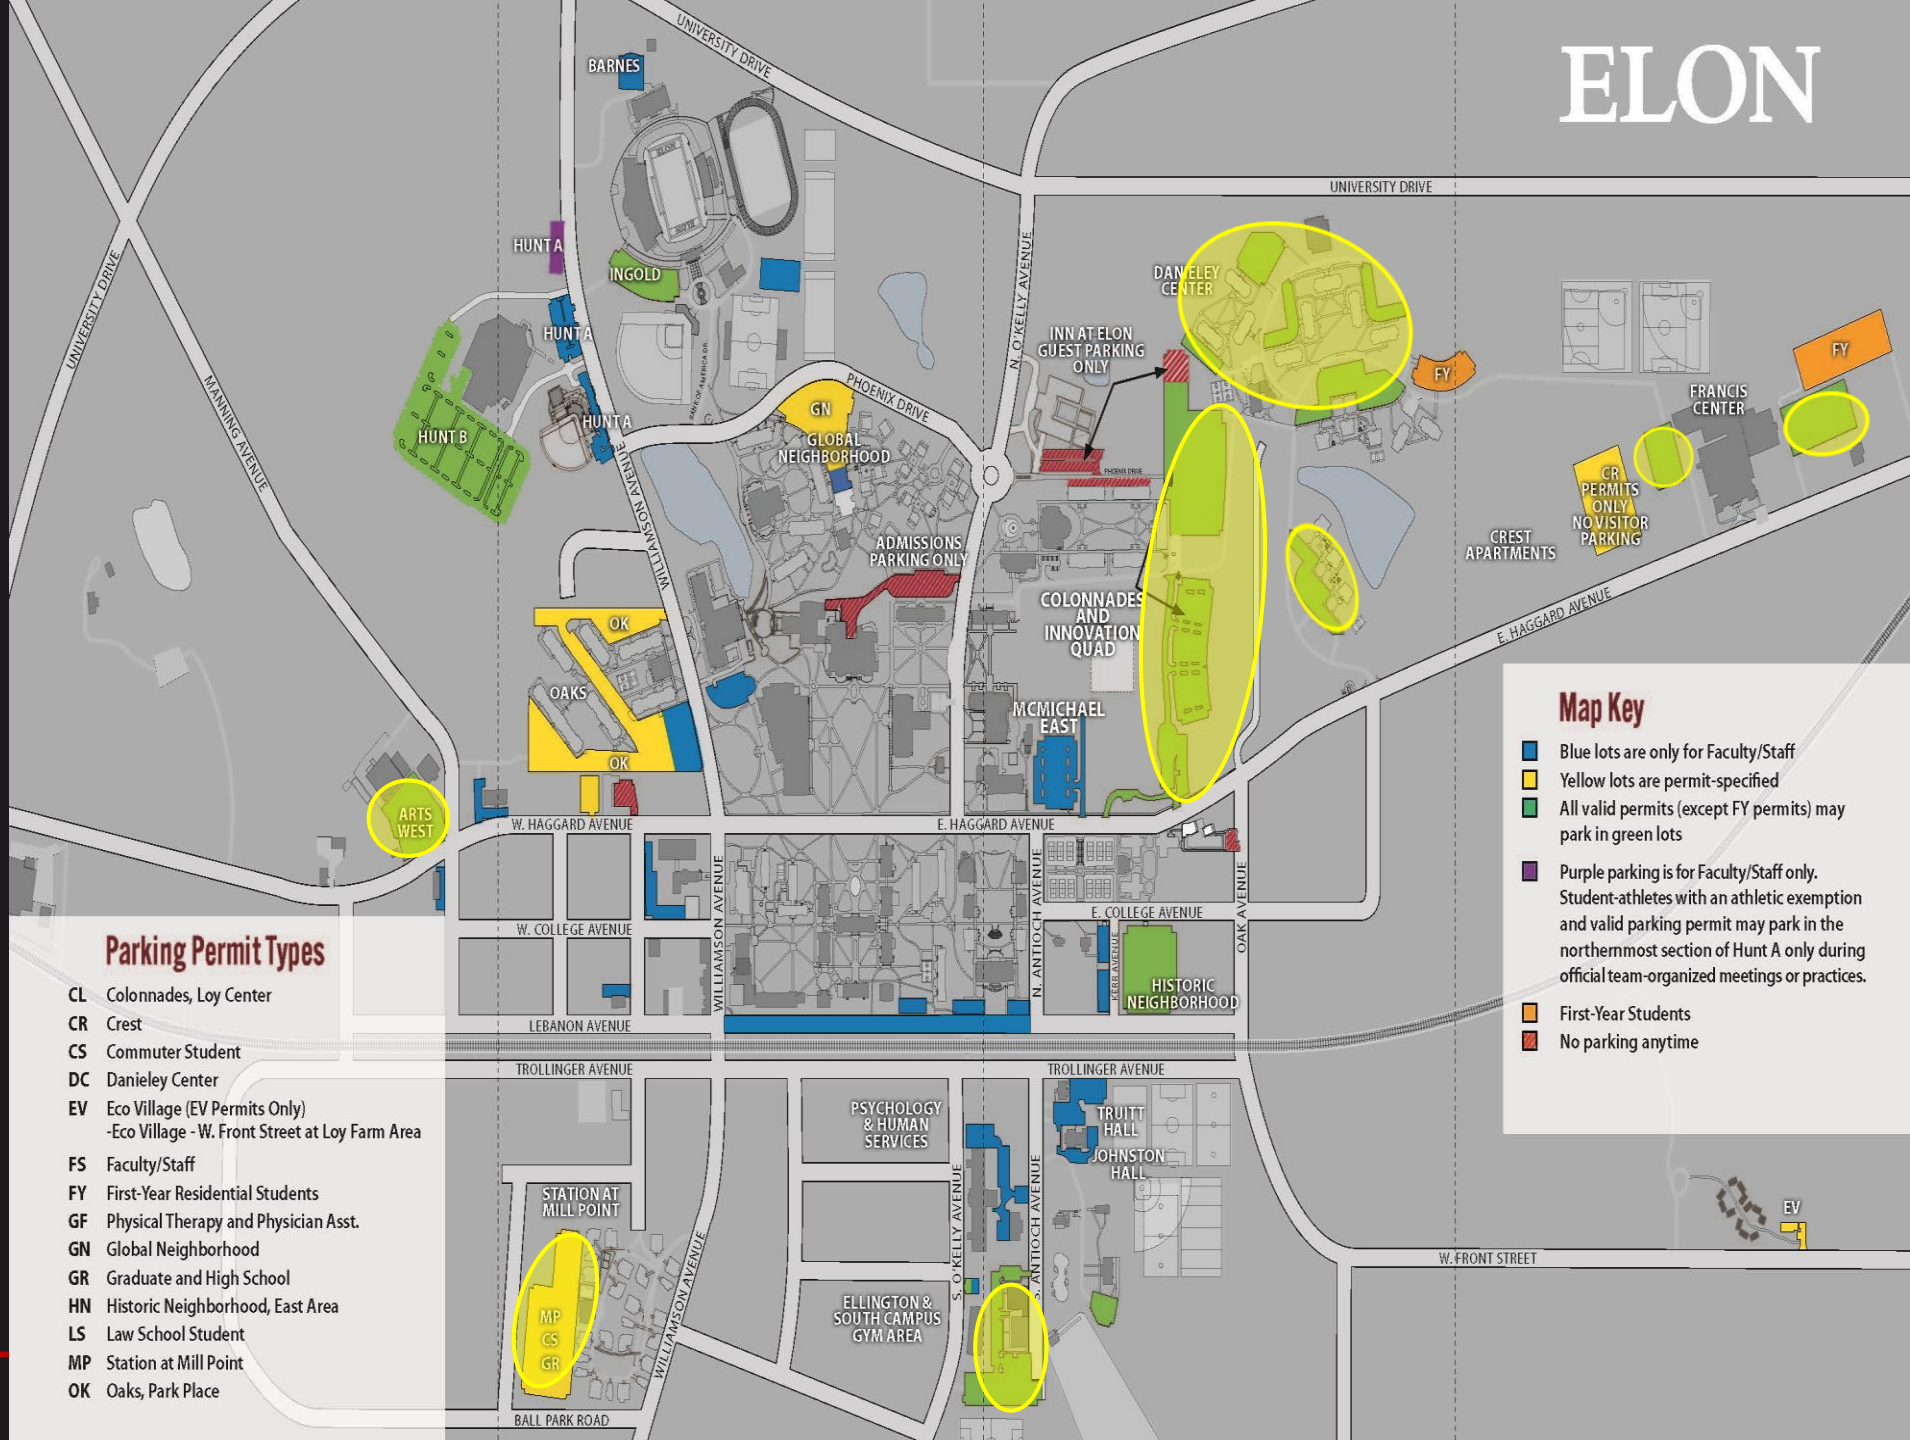 ELON
UNIVERSITY DRIVE
BARNES
UNIVERSITY DRIVE
ELON
HUNT A
INGOLD
N. O'KELLY AVENUE
DANIELEY
CENTER
UNIVERSITY DRIVE
HUNT A
INN AT ELON
GUEST PARKING
ONLY
BANK OF AMERICA DR.
FY
FY
MANNING AVENUE
PHOENIX DRIVE
FRANCIS
CENTER
GN
HUNT A
HUNT B
GLOBAL
NEIGHBORHOOD
PHOENIX DRIVE
CR
PERMITS
ONLY
NO VISITOR
PARKING
WILLIAMSON AVENUE
ADMISSIONS
PARKING ONLY
CREST
APARTMENTS
COLONNADES
AND
INNOVATION
QUAD
E. HAGGARD AVENUE
OK
OAKS
MCMICHAEL
EAST
OK
ARTS
WEST
W. HAGGARD AVENUE
E. HAGGARD AVENUE
WILLIAMSON AVENUE
N. ANTIOCH AVENUE
OAK AVENUE
E. COLLEGE AVENUE
W. COLLEGE AVENUE
KERR AVENUE
HISTORIC
NEIGHBORHOOD
LEBANON AVENUE
TROLLINGER AVENUE
TROLLINGER AVENUE
PSYCHOLOGY
& HUMAN
SERVICES
TRUITT
HALL
JOHNSTON
HALL
STATION AT
MILL POINT
S. O'KELLY AVENUE
S. ANTIOCH AVENUE
EV
W. FRONT STREET
WILLIAMSON AVENUE
ELLINGTON &
SOUTH CAMPUS
GYM AREA
MP
CS
GR
BALL PARK ROAD
Map Key
Blue lots are only for Faculty/Staff
Yellow lots are permit-specified
All valid permits (except FY permits) may
park in green lots
Purple parking is for Faculty/Staff only.
Student-athletes with an athletic exemption
and valid parking permit may park in the
northernmost section of Hunt A only during
official team-organized meetings or practices.
First-Year Students
No parking anytime
Parking Permit Types
CL Colonnades, Loy Center
CR Crest
CS Commuter Student
DC Danieley Center
EV Eco Village (EV Permits Only)
-Eco Village - W. Front Street at Loy Farm Area
FS Faculty/Staff
FY First-Year Residential Students
GF Physical Therapy and Physician Asst.
GN Global Neighborhood
GR Graduate and High School
HN Historic Neighborhood, East Area
LS Law School Student
MP Station at Mill Point
OK Oaks, Park Place